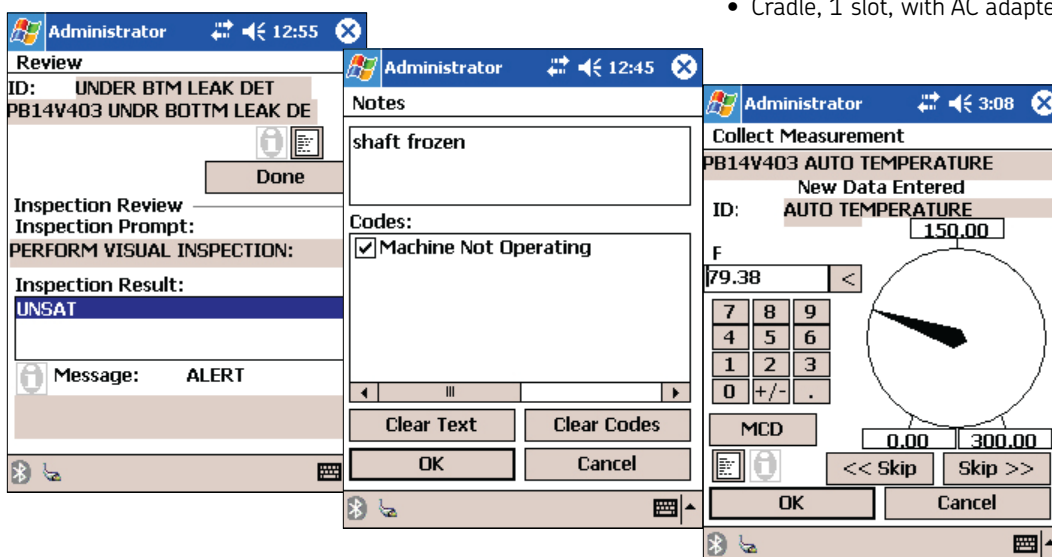 • Cradle, 1 slot, with AC adapte
Administrator 12:55
Review
ID: UNDER BTM LEAK DET
PB14V403 UNDR BOTTM LEAK DE
Done
Inspection Review
Inspection Prompt:
PERFORM VISUAL INSPECTION:
Inspection Result:
UNSAT
Message: ALERT
Administrator 12:45
Notes
shaft frozen
Codes:
Machine Not Operating
Clear Text Clear Codes
OK Cancel
Administrator 3:08
Collect Measurement
PB14V403 AUTO TEMPERATURE
New Data Entered
ID: AUTO TEMPERATURE
150.00
F
79.38 <
7 8 9
4 5 6
1 2 3
0 +/- .
MCD
0.00 300.00
<< Skip Skip >>
OK Cancel